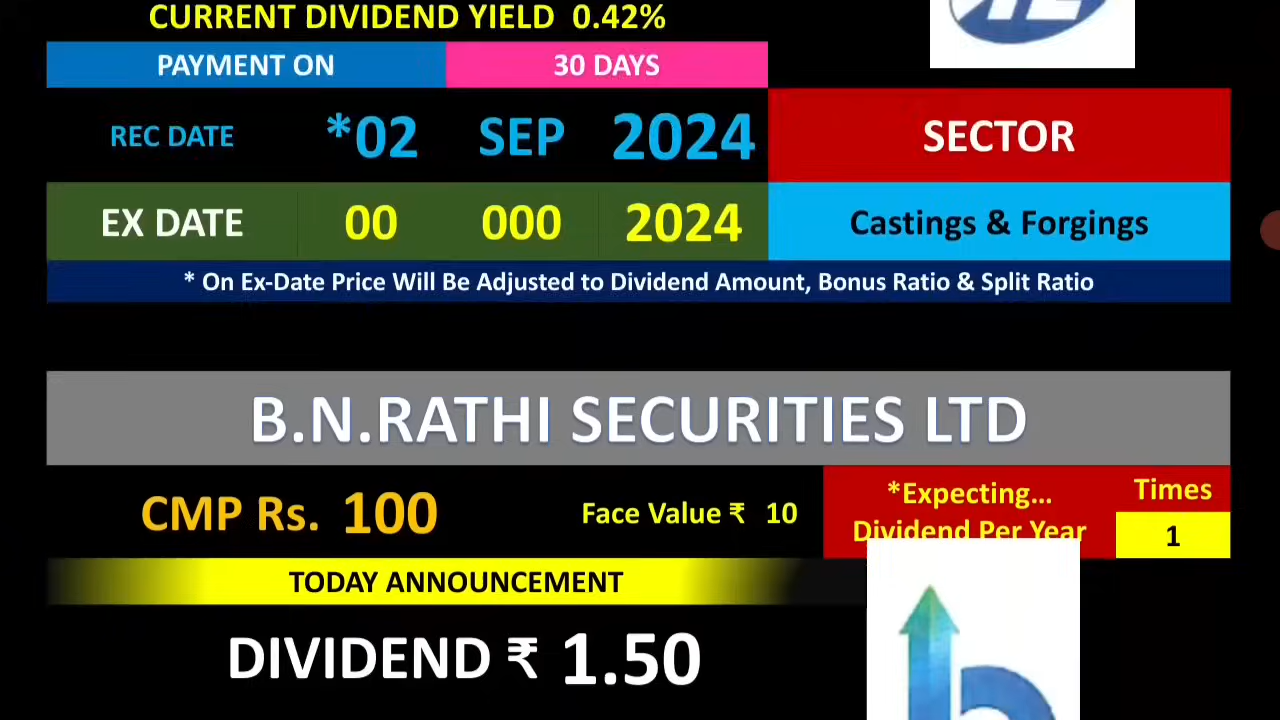 CURRENT DIVIDEND YIELD 0.42%
PAYMENT ON 30 DAYS
REC DATE *02 SEP 2024 SECTOR
EX DATE 00 000 2024 Castings & Forgings
* On Ex-Date Price Will Be Adjusted to Dividend Amount, Bonus Ratio & Split Ratio
B.N.RATHI SECURITIES LTD
CMP Rs. 100 Face Value ₹ 10
*Expecting...
Dividend Per Year
Times
1
TODAY ANNOUNCEMENT
DIVIDEND ₹ 1.50